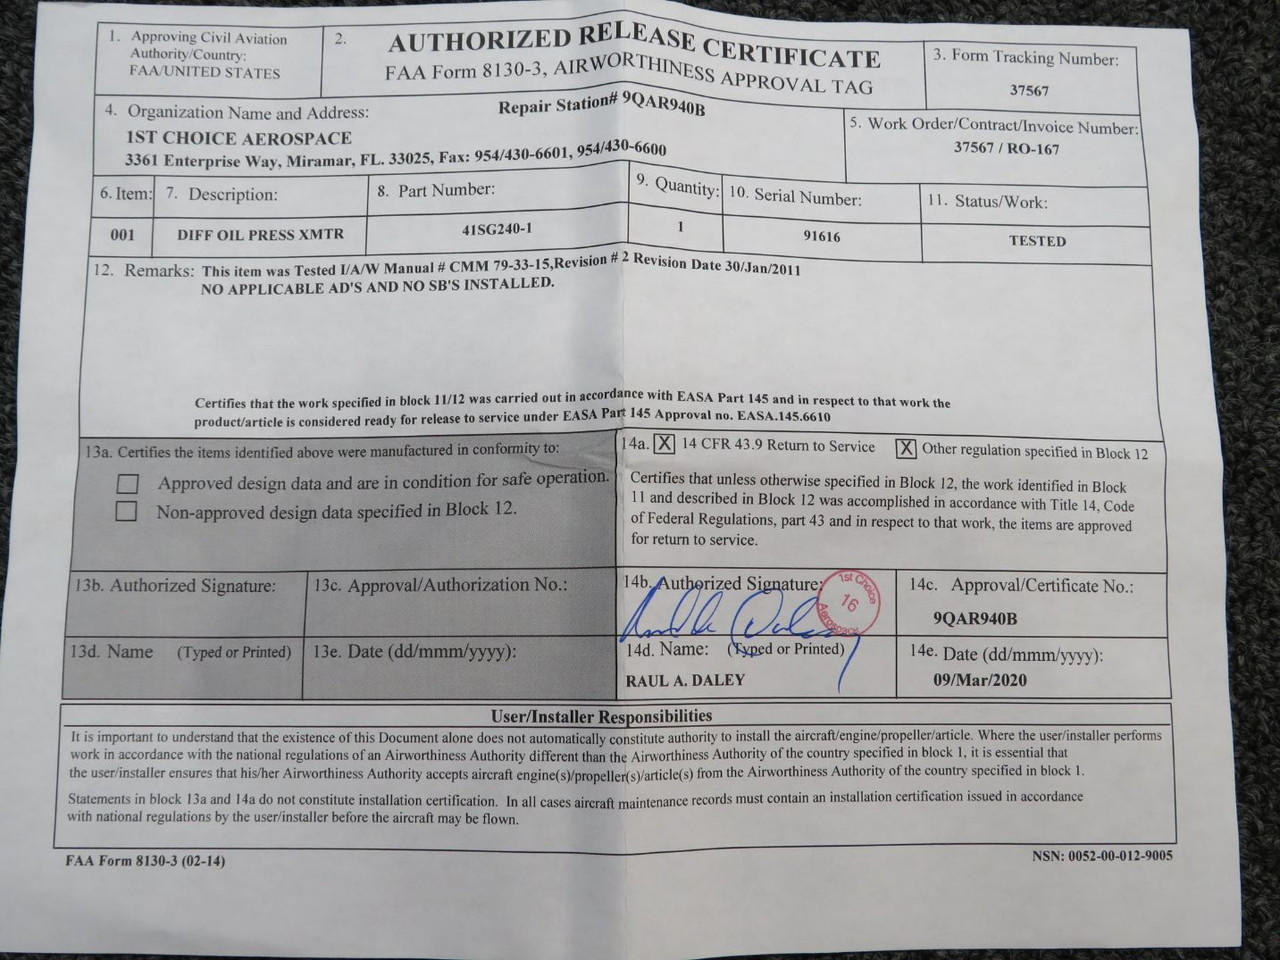 1. Approving Civil Aviation
Authority/Country:
FAA/UNITED STATES
2.
AUTHORIZED RELEASE CERTIFICATE
FAA Form 8130-3, AIRWORTHINESS APPROVAL TAG
3. Form Tracking Number:
37567
4. Organization Name and Address:
Repair Station# 9QAR940B
1ST CHOICE AEROSPACE
3361 Enterprise Way, Miramar, FL. 33025, Fax: 954/430-6601, 954/430-6600
5. Work Order/Contract/Invoice Number:
37567 / RO-167
6. Item:
7. Description:
8. Part Number:
9. Quantity:
10. Serial Number:
11. Status/Work:
001
DIFF OIL PRESS XMTR
41SG240-1
1
91616
TESTED
12. Remarks: This item was Tested I/A/W Manual # CMM 79-33-15,Revision # 2 Revision Date 30/Jan/2011
NO APPLICABLE AD'S AND NO SB'S INSTALLED.
Certifies that the work specified in block 11/12 was carried out in accordance with EASA Part 145 and in respect to that work the
product/article is considered ready for release to service under EASA Part 145 Approval no. EASA.145.6610
13a. Certifies the items identified above were manufactured in conformity to:
Approved design data and are in condition for safe operation.
Non-approved design data specified in Block 12.
14a. X 14 CFR 43.9 Return to Service X Other regulation specified in Block 12
Certifies that unless otherwise specified in Block 12, the work identified in Block
11 and described in Block 12 was accomplished in accordance with Title 14, Code
of Federal Regulations, part 43 and in respect to that work, the items are approved
for return to service.
13b. Authorized Signature:
13c. Approval/Authorization No.:
14b. Authorized Signature:
1st Choice
16
Aerospace
14c. Approval/Certificate No.:
9QAR940B
13d. Name (Typed or Printed)
13e. Date (dd/mmm/yyyy):
14d. Name: (Typed or Printed)
RAUL A. DALEY
14e. Date (dd/mmm/yyyy):
09/Mar/2020
User/Installer Responsibilities
It is important to understand that the existence of this Document alone does not automatically constitute authority to install the aircraft/engine/propeller/article. Where the user/installer performs
work in accordance with the national regulations of an Airworthiness Authority different than the Airworthiness Authority of the country specified in block 1, it is essential that
the user/installer ensures that his/her Airworthiness Authority accepts aircraft engine(s)/propeller(s)/article(s) from the Airworthiness Authority of the country specified in block 1.
Statements in block 13a and 14a do not constitute installation certification. In all cases aircraft maintenance records must contain an installation certification issued in accordance
with national regulations by the user/installer before the aircraft may be flown.
FAA Form 8130-3 (02-14)
NSN: 0052-00-012-9005